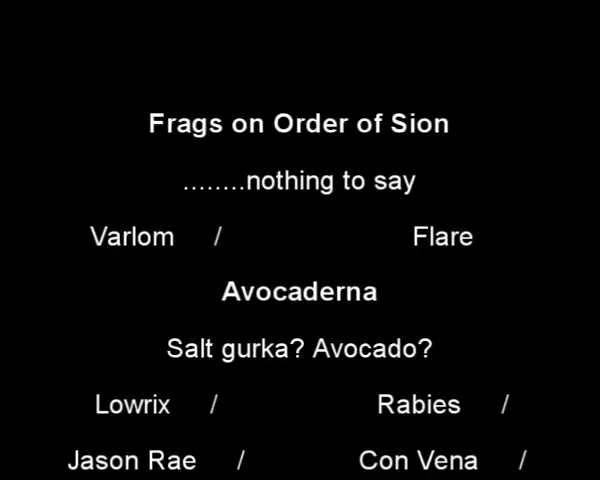 Frags on Order of Sion
........nothing to say
Varlom / Flare
Avocaderna
Salt gurka? Avocado?
Lowrix / Rabies /
Jason Rae / Con Vena /